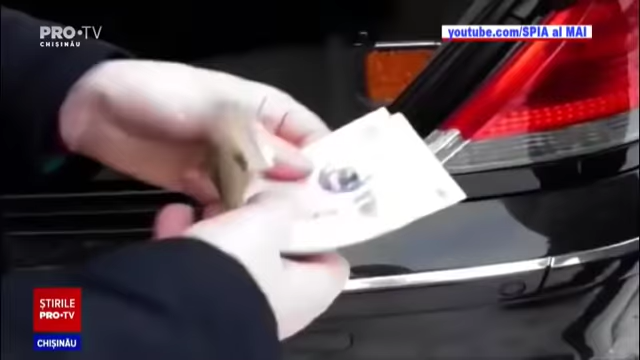 PRO•TV
CHIȘINĂU
youtube.com/SPIA al MAI
ȘTIRILE
PRO•TV
CHIȘINĂU